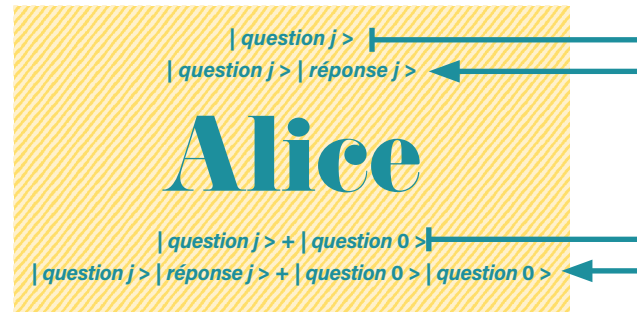 | question j >
| question j > | réponse j >
Alice
| question j > + | question 0 >
| question j > | réponse j > + | question 0 > | question 0 >